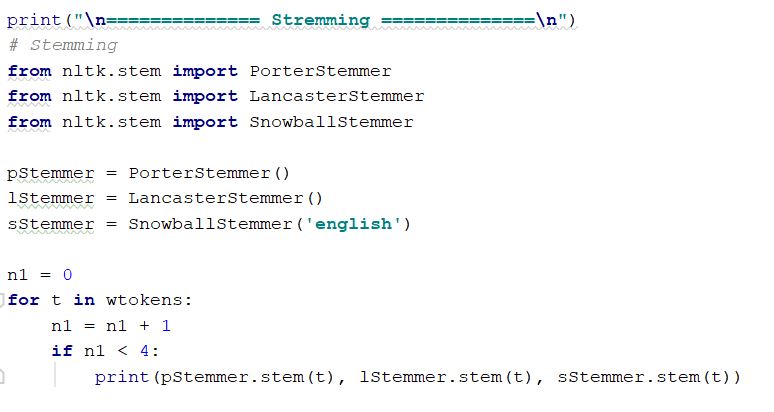 print("\n============== Stremming ==============\n")
# Stemming
from nltk.stem import PorterStemmer
from nltk.stem import LancasterStemmer
from nltk.stem import SnowballStemmer
pStemmer = PorterStemmer()
lStemmer = LancasterStemmer()
sStemmer = SnowballStemmer('english')
n1 = 0
for t in wtokens:
    n1 = n1 + 1
    if n1 < 4:
        print(pStemmer.stem(t), lStemmer.stem(t), sStemmer.stem(t))